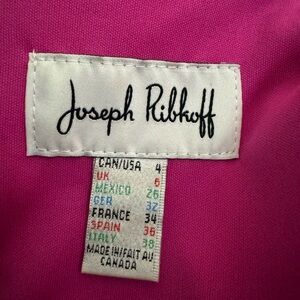 Joseph Ribkoff
CAN/USA 4
UK 6
MEXICO 26
GER 32
FRANCE 34
SPAIN 36
ITALY 38
MADE IN/FAIT AU
CANADA